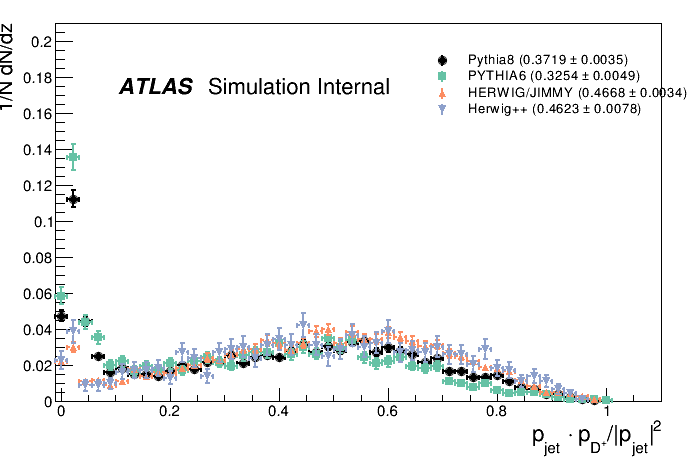 1/N dN/dz
0.2
0.18
0.16
0.14
0.12
0.1
0.08
0.06
0.04
0.02
0
ATLAS Simulation Internal
Pythia8 (0.3719 ± 0.0035)
PYTHIA6 (0.3254 ± 0.0049)
HERWIG/JIMMY (0.4668 ± 0.0034)
Herwig++ (0.4623 ± 0.0078)
0 0.2 0.4 0.6 0.8 1
p_jet · p_D⁺/|p_jet|²